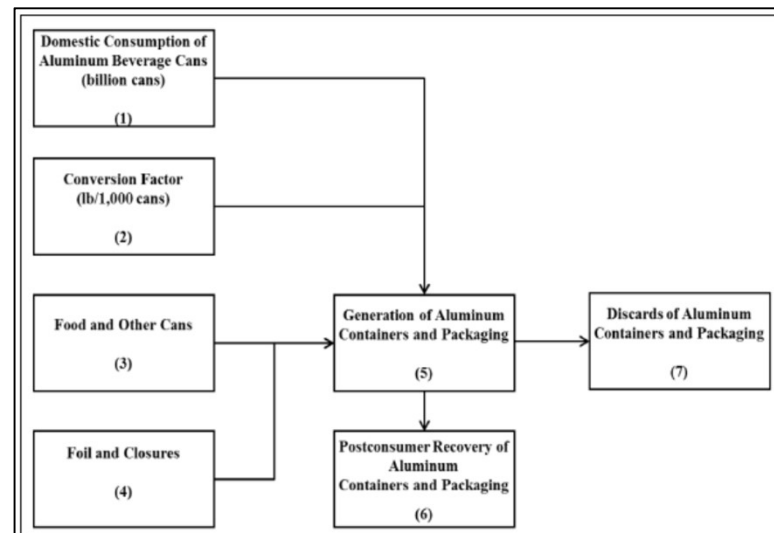 Domestic Consumption of
Aluminum Beverage Cans
(billion cans)
(1)
Conversion Factor
(lb/1,000 cans)
(2)
Food and Other Cans
(3)
Foil and Closures
(4)
Generation of Aluminum
Containers and Packaging
(5)
Postconsumer Recovery of
Aluminum
Containers and Packaging
(6)
Discards of Aluminum
Containers and Packaging
(7)